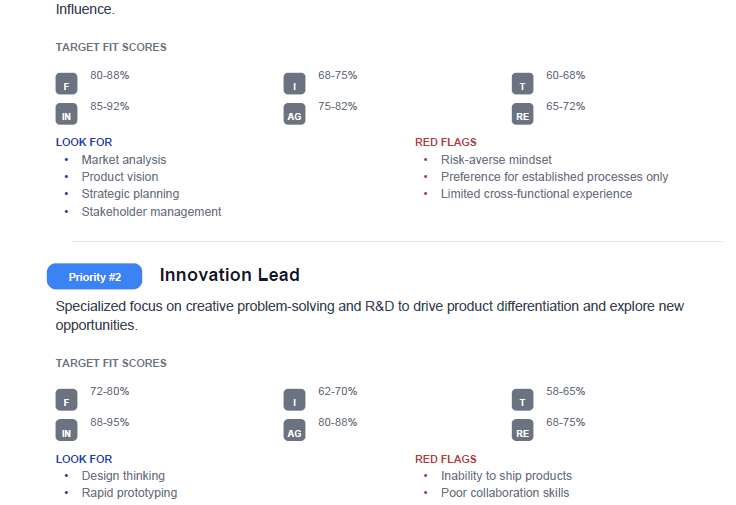 Influence.
TARGET FIT SCORES
F 80-88% I 68-75% T 60-68%
IN 85-92% AG 75-82% RE 65-72%
LOOK FOR RED FLAGS
• Market analysis • Risk-averse mindset
• Product vision • Preference for established processes only
• Strategic planning • Limited cross-functional experience
• Stakeholder management
Priority #2 Innovation Lead
Specialized focus on creative problem-solving and R&D to drive product differentiation and explore new
opportunities.
TARGET FIT SCORES
F 72-80% I 62-70% T 58-65%
IN 88-95% AG 80-88% RE 68-75%
LOOK FOR RED FLAGS
• Design thinking • Inability to ship products
• Rapid prototyping • Poor collaboration skills